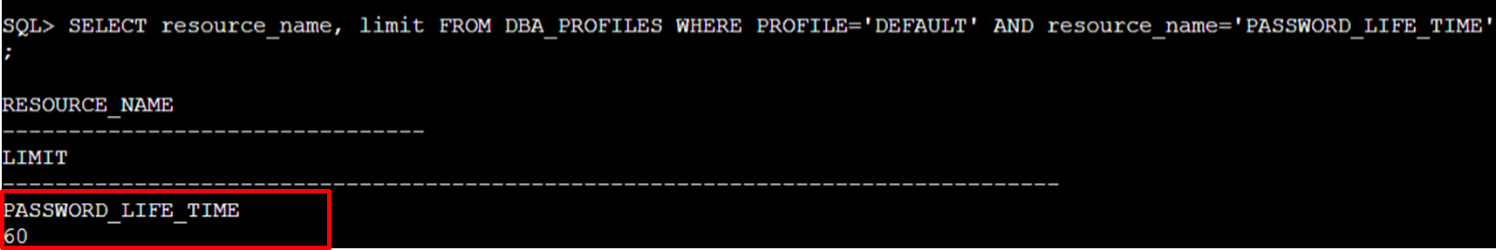 SQL> SELECT resource_name, limit FROM DBA_PROFILES WHERE PROFILE='DEFAULT' AND resource_name='PASSWORD_LIFE_TIME'
;
RESOURCE_NAME
--------------------------------
LIMIT
--------------------------------------------------------------------------------
PASSWORD_LIFE_TIME
60